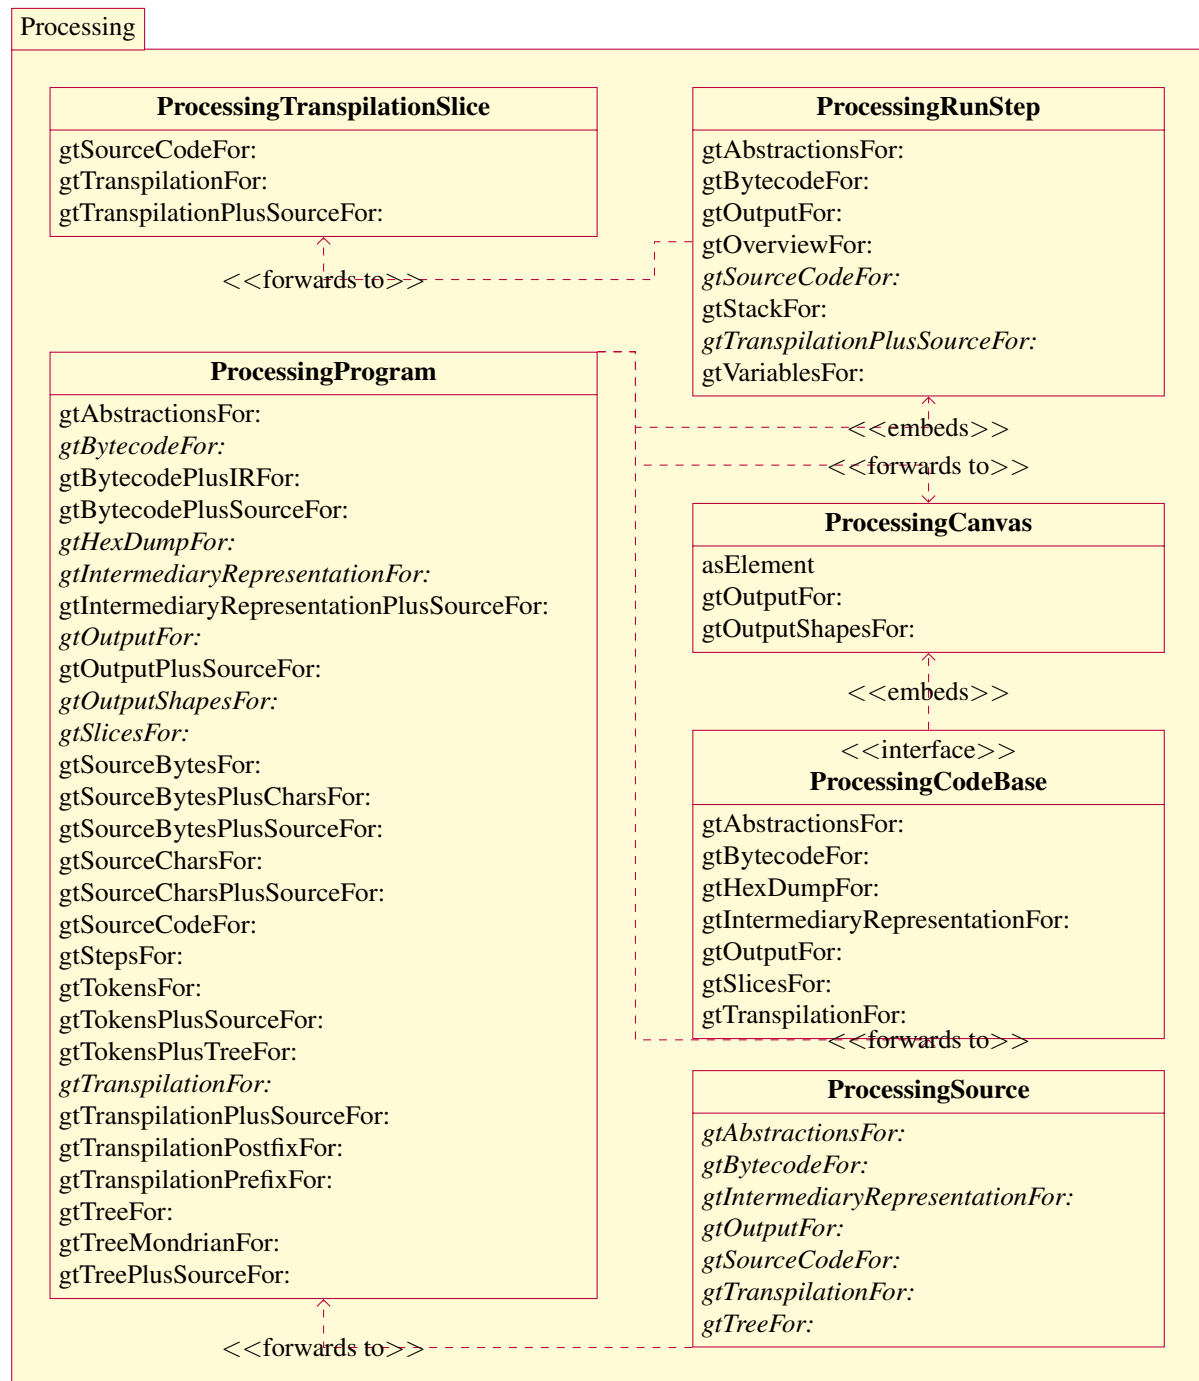 Processing
ProcessingTranspilationSlice
gtSourceCodeFor:
gtTranspilationFor:
gtTranspilationPlusSourceFor:
<<forwards to>>
ProcessingRunStep
gtAbstractionsFor:
gtBytecodeFor:
gtOutputFor:
gtOverviewFor:
gtSourceCodeFor:
gtStackFor:
gtTranspilationPlusSourceFor:
gtVariablesFor:
<<embeds>>
<<forwards to>>
ProcessingProgram
gtAbstractionsFor:
gtBytecodeFor:
gtBytecodePlusIRFor:
gtBytecodePlusSourceFor:
gtHexDumpFor:
gtIntermediaryRepresentationFor:
gtIntermediaryRepresentationPlusSourceFor:
gtOutputFor:
gtOutputPlusSourceFor:
gtOutputShapesFor:
gtSlicesFor:
gtSourceBytesFor:
gtSourceBytesPlusCharsFor:
gtSourceBytesPlusSourceFor:
gtSourceCharsFor:
gtSourceCharsPlusSourceFor:
gtSourceCodeFor:
gtStepsFor:
gtTokensFor:
gtTokensPlusSourceFor:
gtTokensPlusTreeFor:
gtTranspilationFor:
gtTranspilationPlusSourceFor:
gtTranspilationPostfixFor:
gtTranspilationPrefixFor:
gtTreeFor:
gtTreeMondrianFor:
gtTreePlusSourceFor:
<<forwards to>>
ProcessingCanvas
asElement
gtOutputFor:
gtOutputShapesFor:
<<embeds>>
<<interface>>
ProcessingCodeBase
gtAbstractionsFor:
gtBytecodeFor:
gtHexDumpFor:
gtIntermediaryRepresentationFor:
gtOutputFor:
gtSlicesFor:
gtTranspilationFor:
<<forwards to>>
ProcessingSource
gtAbstractionsFor:
gtBytecodeFor:
gtIntermediaryRepresentationFor:
gtOutputFor:
gtSourceCodeFor:
gtTranspilationFor:
gtTreeFor: